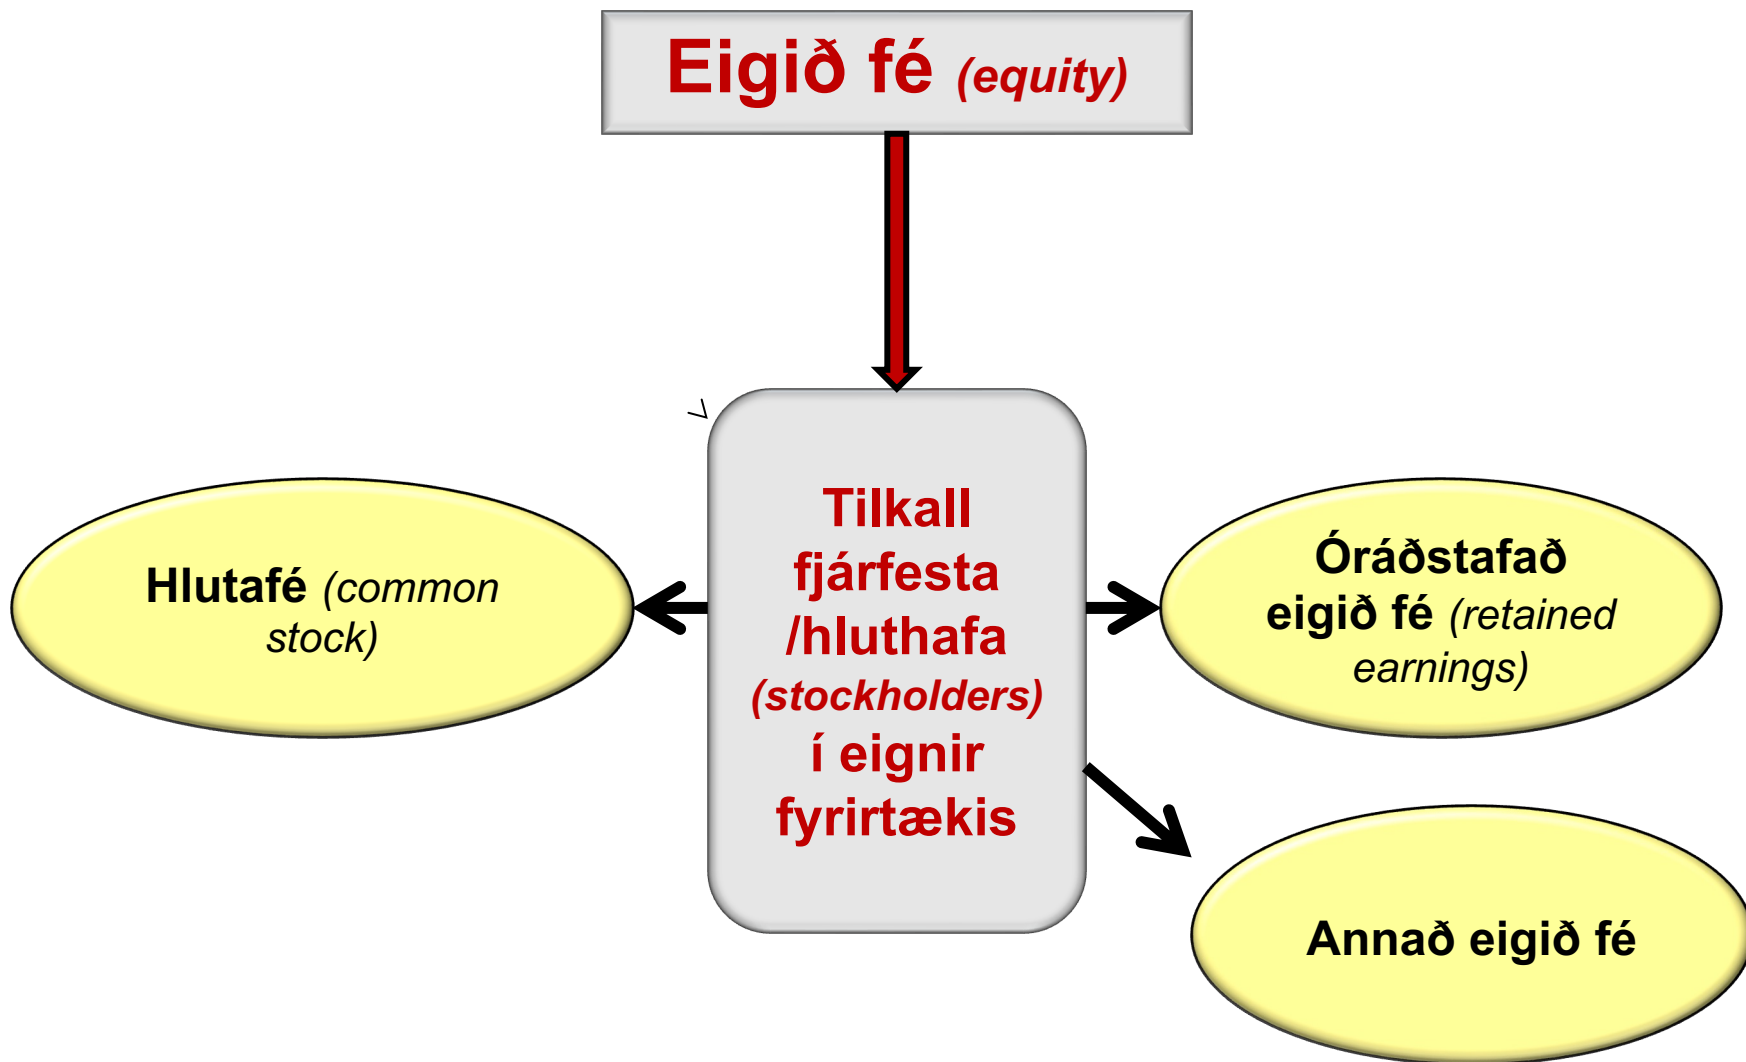 Eigið fé (equity)
Tilkall
fjárfesta
/hluthafa
(stockholders)
í eignir
fyrirtækis
Hlutafé (common
stock)
Óráðstafað
eigið fé (retained
earnings)
Annað eigið fé